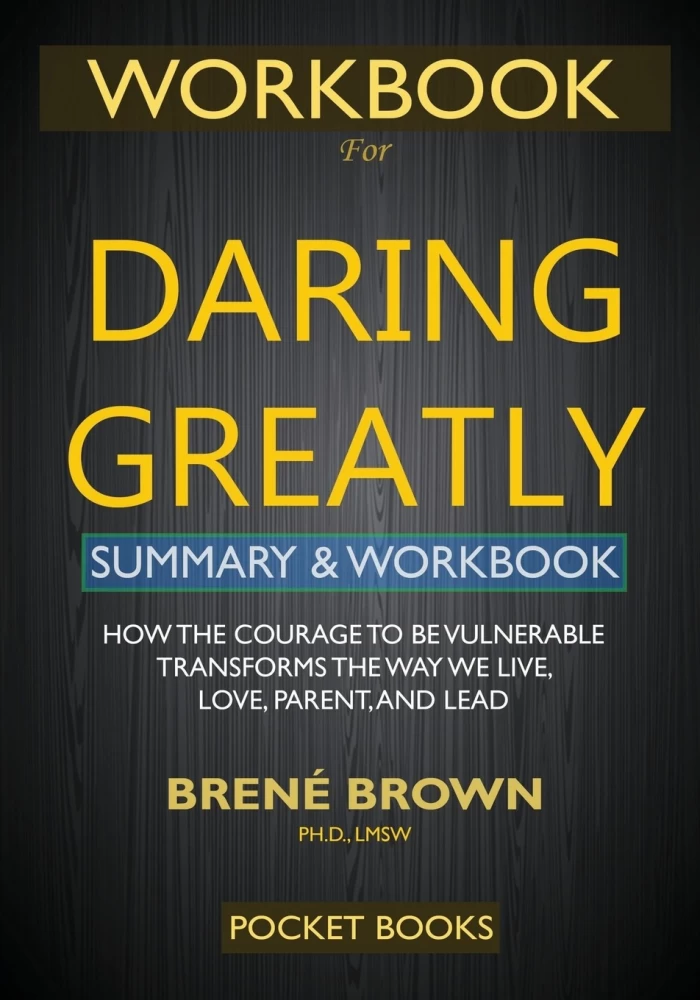 WORKBOOK
For
DARING
GREATLY
SUMMARY & WORKBOOK
HOW THE COURAGE TO BE VULNERABLE
TRANSFORMS THE WAY WE LIVE,
LOVE, PARENT, AND LEAD
BRENÉ BROWN
PH.D., LMSW
POCKET BOOKS